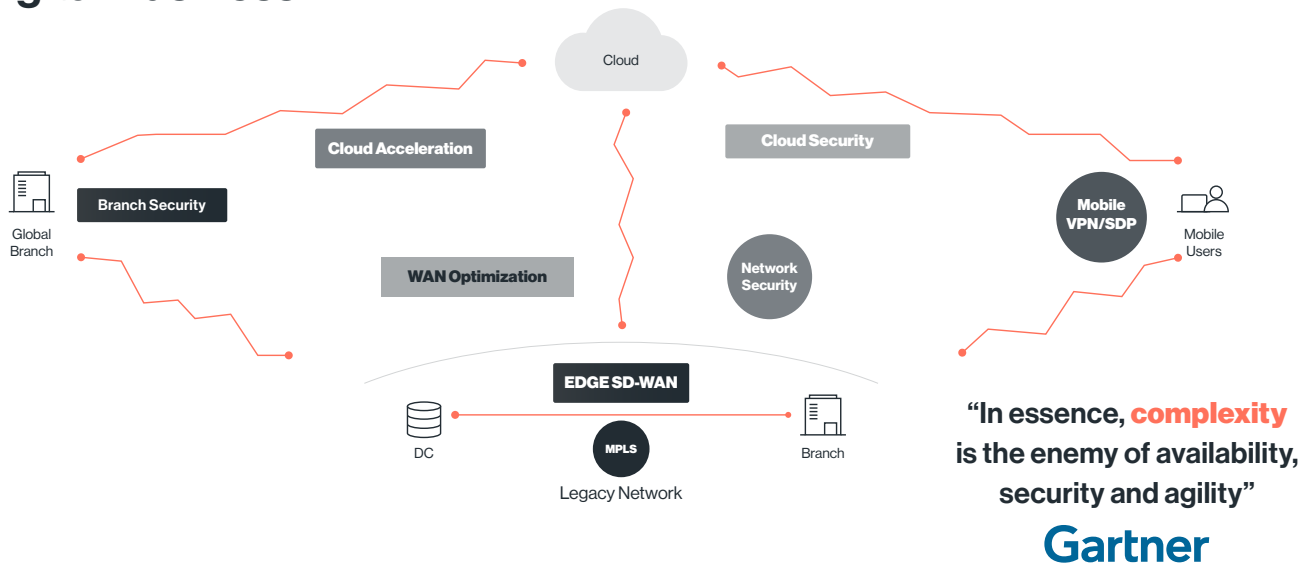 Cloud
Cloud Acceleration
Cloud Security
Branch Security
Global
Branch
Mobile
VPN/SDP
Mobile
Users
WAN Optimization
Network
Security
EDGE SD-WAN
DC
MPLS
Branch
Legacy Network
“In essence, complexity
is the enemy of availability,
security and agility”
Gartner